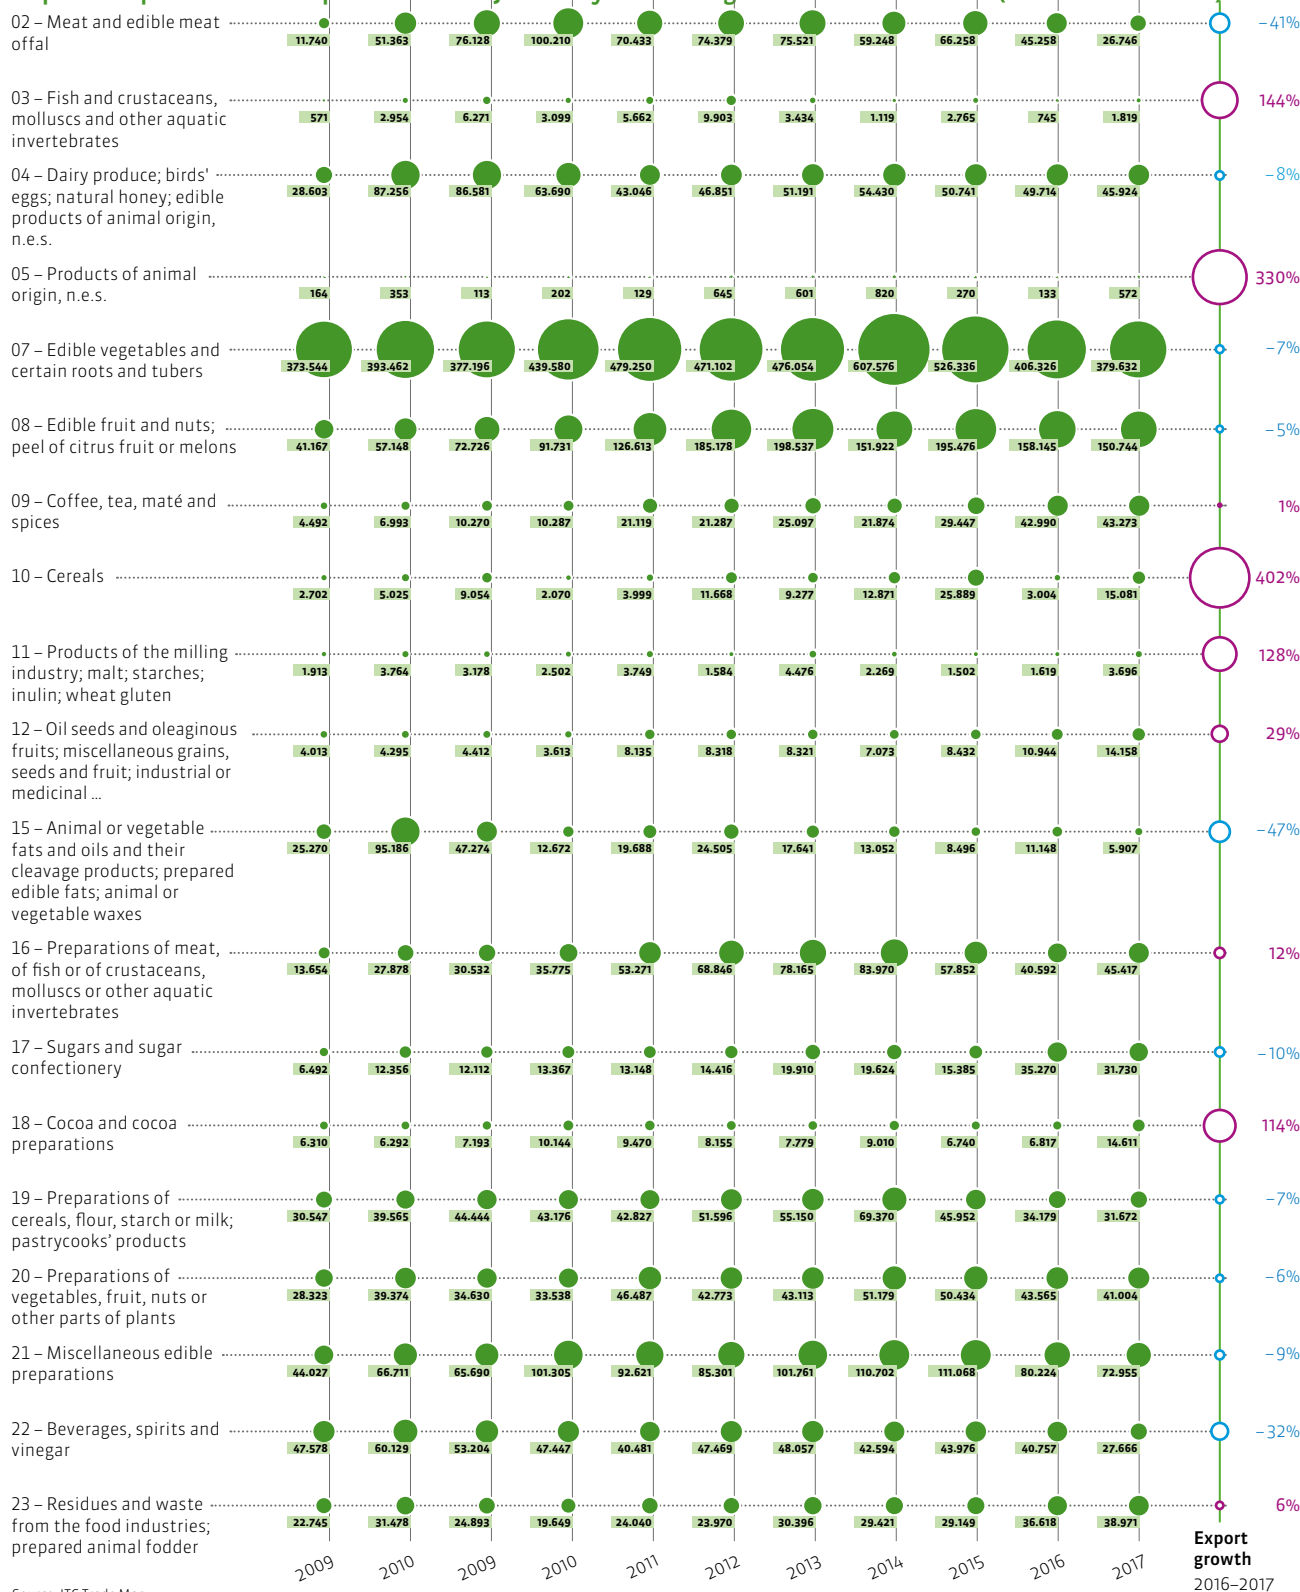 02 – Meat and edible meat
offal
11.740 51.363 76.128 100.210 70.433 74.379 75.521 59.248 66.258 45.258 26.746 –41%
03 – Fish and crustaceans,
molluscs and other aquatic
invertebrates
571 2.954 6.271 3.099 5.662 9.903 3.434 1.119 2.765 745 1.819 144%
04 – Dairy produce; birds'
eggs; natural honey; edible
products of animal origin,
n.e.s.
28.603 87.256 86.581 63.690 43.046 46.851 51.191 54.430 50.741 49.714 45.924 –8%
05 – Products of animal
origin, n.e.s.
164 353 113 202 129 645 601 820 270 133 572 330%
07 – Edible vegetables and
certain roots and tubers
373.544 393.462 377.196 439.580 479.250 471.102 476.054 607.576 526.336 406.326 379.632 –7%
08 – Edible fruit and nuts;
peel of citrus fruit or melons
41.167 57.148 72.726 91.731 126.613 185.178 198.537 151.922 195.476 158.145 150.744 –5%
09 – Coffee, tea, maté and
spices
4.492 6.993 10.270 10.287 21.119 21.287 25.097 21.874 29.447 42.990 43.273 1%
10 – Cereals
2.702 5.025 9.054 2.070 3.999 11.668 9.277 12.871 25.889 3.004 15.081 402%
11 – Products of the milling
industry; malt; starches;
inulin; wheat gluten
1.913 3.764 3.178 2.502 3.749 1.584 4.476 2.269 1.502 1.619 3.696 128%
12 – Oil seeds and oleaginous
fruits; miscellaneous grains,
seeds and fruit; industrial or
medicinal ...
4.013 4.295 4.412 3.613 8.135 8.318 8.321 7.073 8.432 10.944 14.158 29%
15 – Animal or vegetable
fats and oils and their
cleavage products; prepared
edible fats; animal or
vegetable waxes
25.270 95.186 47.274 12.672 19.688 24.505 17.641 13.052 8.496 11.148 5.907 –47%
16 – Preparations of meat,
of fish or of crustaceans,
molluscs or other aquatic
invertebrates
13.654 27.878 30.532 35.775 53.271 68.846 78.165 83.970 57.852 40.592 45.417 12%
17 – Sugars and sugar
confectionery
6.492 12.356 12.112 13.367 13.148 14.416 19.910 19.624 15.385 35.270 31.730 –10%
18 – Cocoa and cocoa
preparations
6.310 6.292 7.193 10.144 9.470 8.155 7.779 9.010 6.740 6.817 14.611 114%
19 – Preparations of
cereals, flour, starch or milk;
pastrycooks’ products
30.547 39.565 44.444 43.176 42.827 51.596 55.150 69.370 45.952 34.179 31.672 –7%
20 – Preparations of
vegetables, fruit, nuts or
other parts of plants
28.323 39.374 34.630 33.538 46.487 42.773 43.113 51.179 50.434 43.565 41.004 –6%
21 – Miscellaneous edible
preparations
44.027 66.711 65.690 101.305 92.621 85.301 101.761 110.702 111.068 80.224 72.955 –9%
22 – Beverages, spirits and
vinegar
47.578 60.129 53.204 47.447 40.481 47.469 48.057 42.594 43.976 40.757 27.666 –32%
23 – Residues and waste
from the food industries;
prepared animal fodder
22.745 31.478 24.893 19.649 24.040 23.970 30.396 29.421 29.149 36.618 38.971 6%
2009 2010 2009 2010 2011 2012 2013 2014 2015 2016 2017
Export
growth
2016–2017